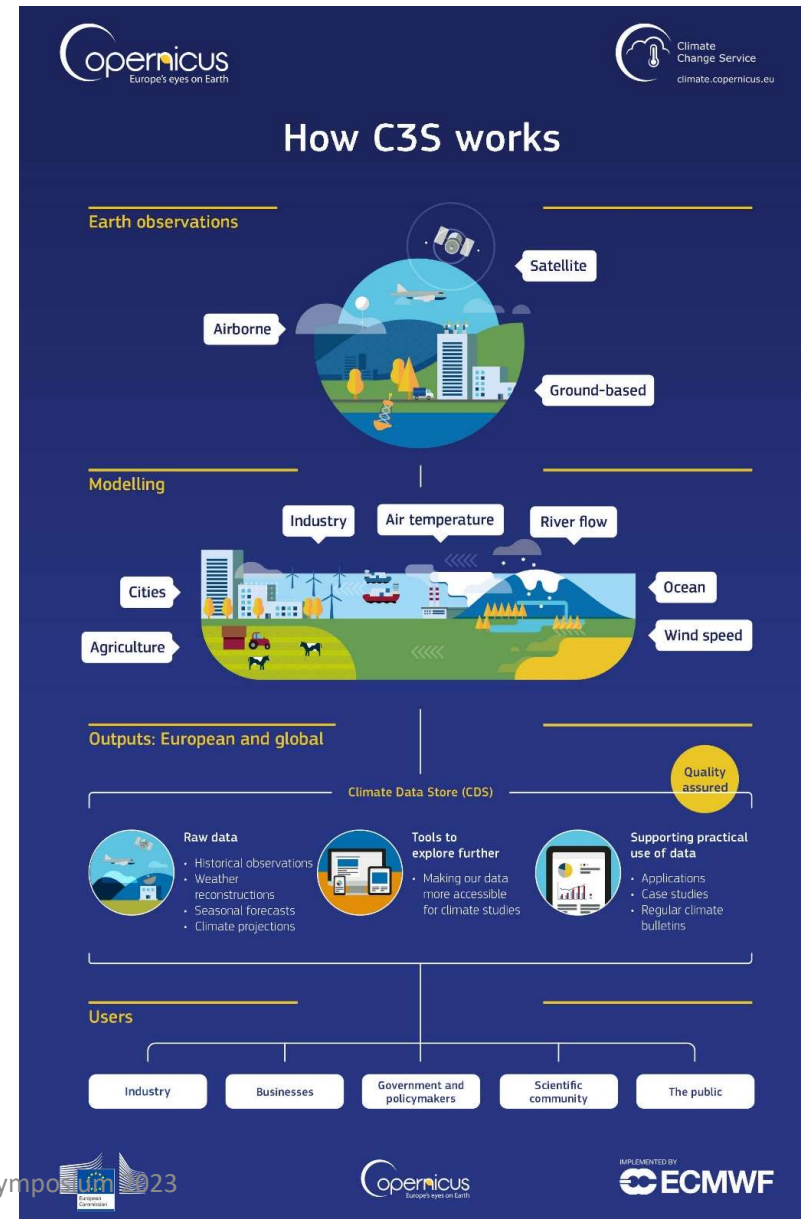 opernicus
Europe's eyes on Earth
Climate
Change Service
climate.copernicus.eu
How C3S works
Earth observations
Satellite
Airborne
Ground-based
Modelling
Industry
Air temperature
River flow
Cities
Ocean
Agriculture
Wind speed
Outputs: European and global
Quality
assured
Climate Data Store (CDS)
Raw data
• Historical observations
• Weather
reconstructions
• Seasonal forecasts
• Climate projections
Tools to
explore further
• Making our data
more accessible
for climate studies
Supporting practical
use of data
• Applications
• Case studies
• Regular climate
bulletins
Users
Industry
Businesses
Government and
policymakers
Scientific
community
The public
European
Commission
opernicus
Europe's eyes on Earth
IMPLEMENTED BY
ECMWF